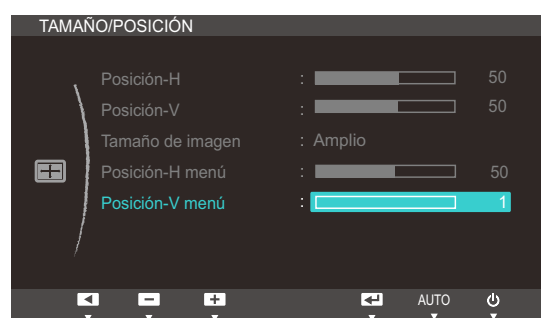 TAMAÑO/POSICIÓN
Posición-H : 50
Posición-V : 50
Tamaño de imagen : Amplio
Posición-H menú : 50
Posición-V menú : 1
AUTO